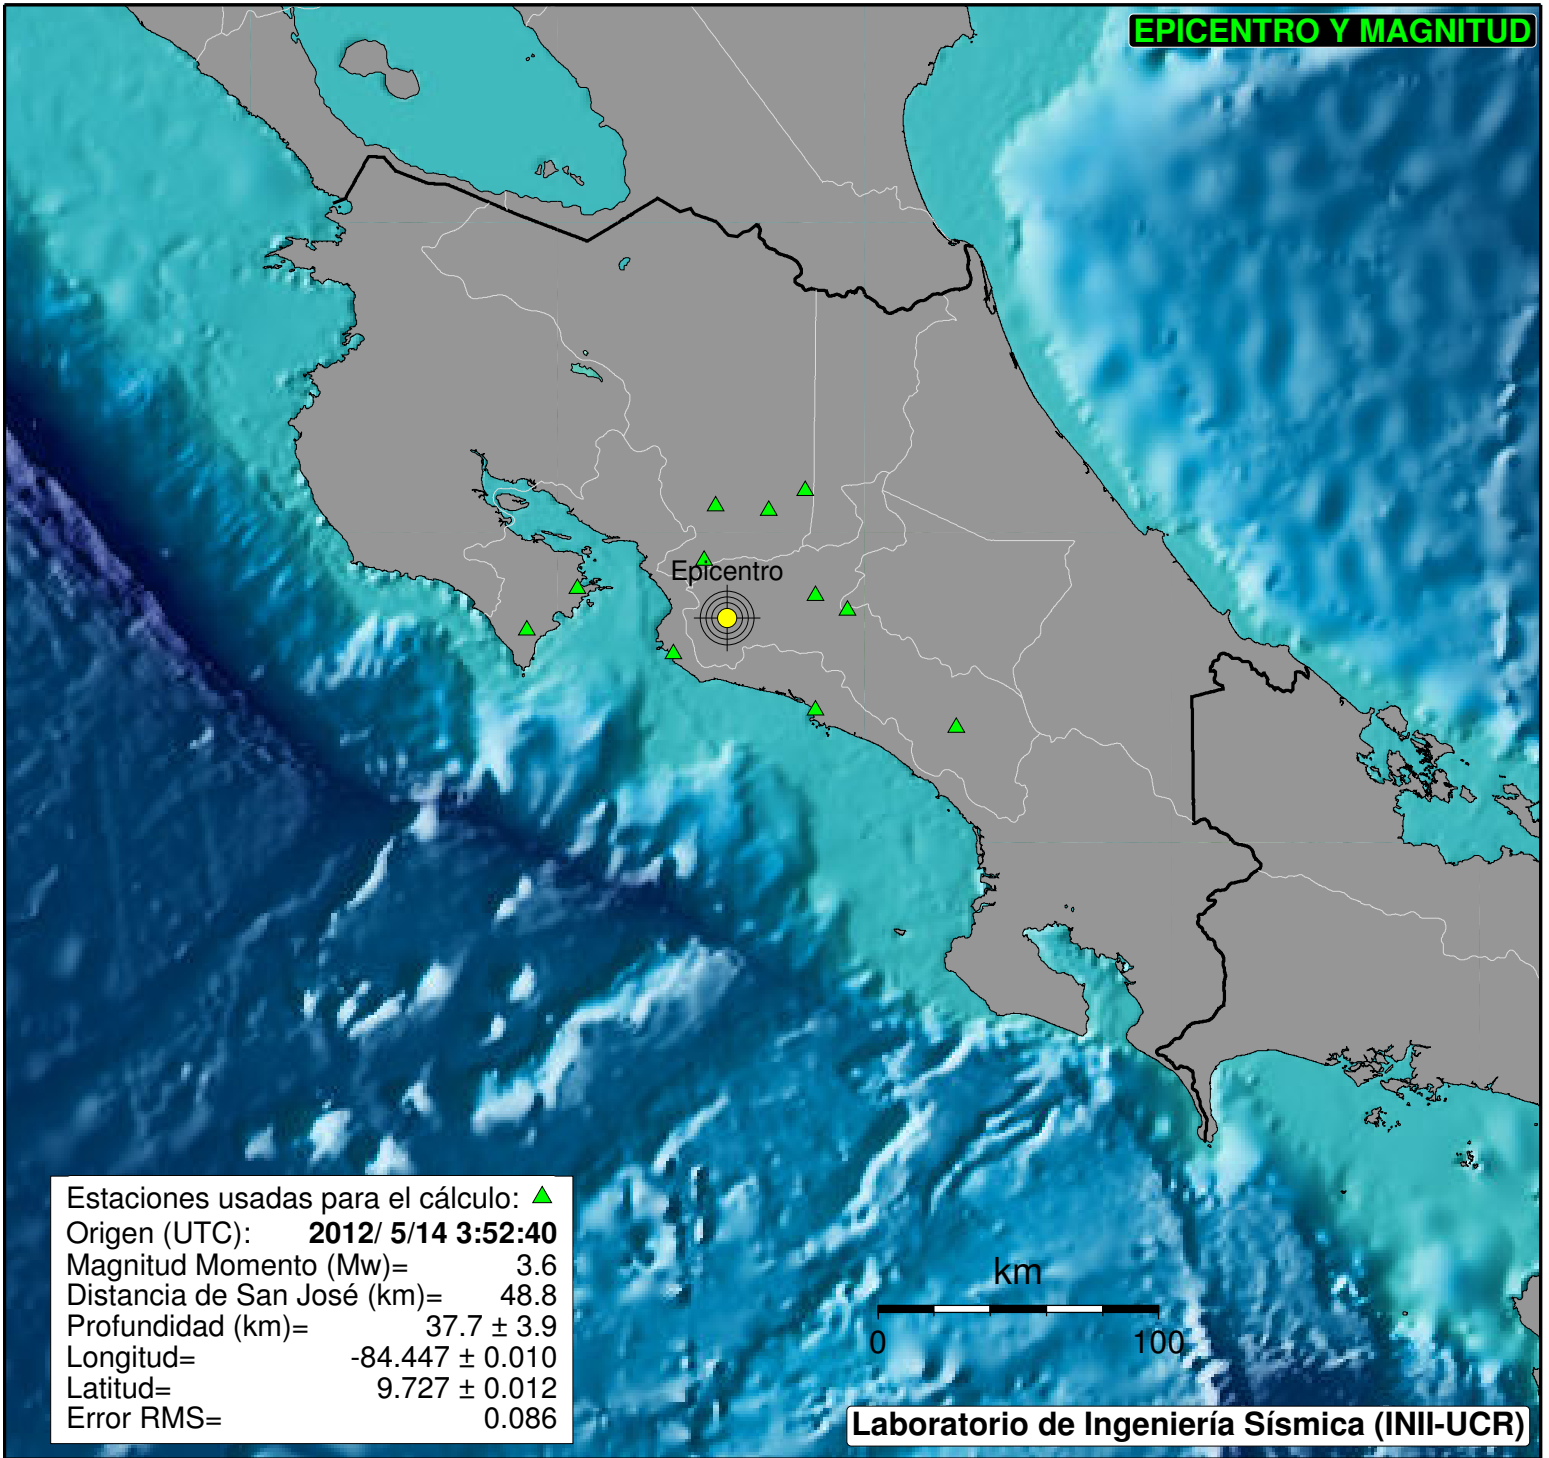 EPICENTRO Y MAGNITUD
Epicentro
Estaciones usadas para el cálculo:
Origen (UTC): 2012/ 5/14 3:52:40
Magnitud Momento (Mw)= 3.6
Distancia de San José (km)= 48.8
Profundidad (km)= 37.7 ± 3.9
Longitud= -84.447 ± 0.010
Latitud= 9.727 ± 0.012
Error RMS= 0.086
km
0 100
Laboratorio de Ingeniería Sísmica (INII-UCR)